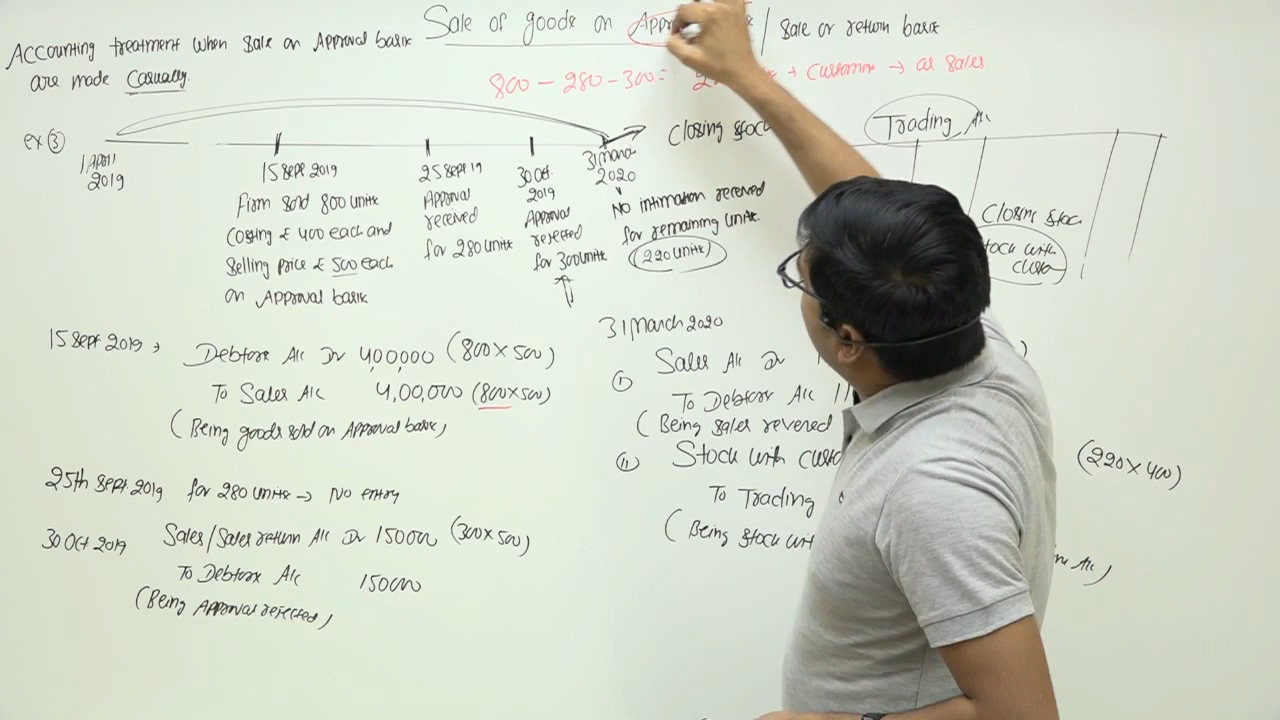 Sale of goods on / Sale or return basis
Accounting treatment when sale on Approval basis
are made Casually.
800 - 280 - 300 = → Customer → as sales
ex ③
1 April
2019
15 Sept 2019
Firm sold 800 units
Costing ₹ 400 each and
Selling price ₹ 500 each
on Approval basis
25 Sept 19
Approval
received
for 280 units
30 Oct.
2019
Approval
rejected
for 300 units
31 March
2020
No intimation received
for remaining units.
(220 units)
Closing stock
Trading A/c
Closing stock
Stock with
15 Sept 2019,
Debtors A/c Dr 4,00,000 (800×500)
To Sales A/c 4,00,000 (800×500)
(Being goods sold on Approval basis)
25th Sept 2019 for 280 units → No entry
30 Oct 2019 Sales/Sales return A/c Dr 150000 (300×500)
To Debtors A/c 150000
(Being Approval rejected)
31 March 2020
① Sales A/c Dr
To Debtors A/c 11
(Being sales revered
② Stock with (220×400)
To Trading
(Being stock
A/c)